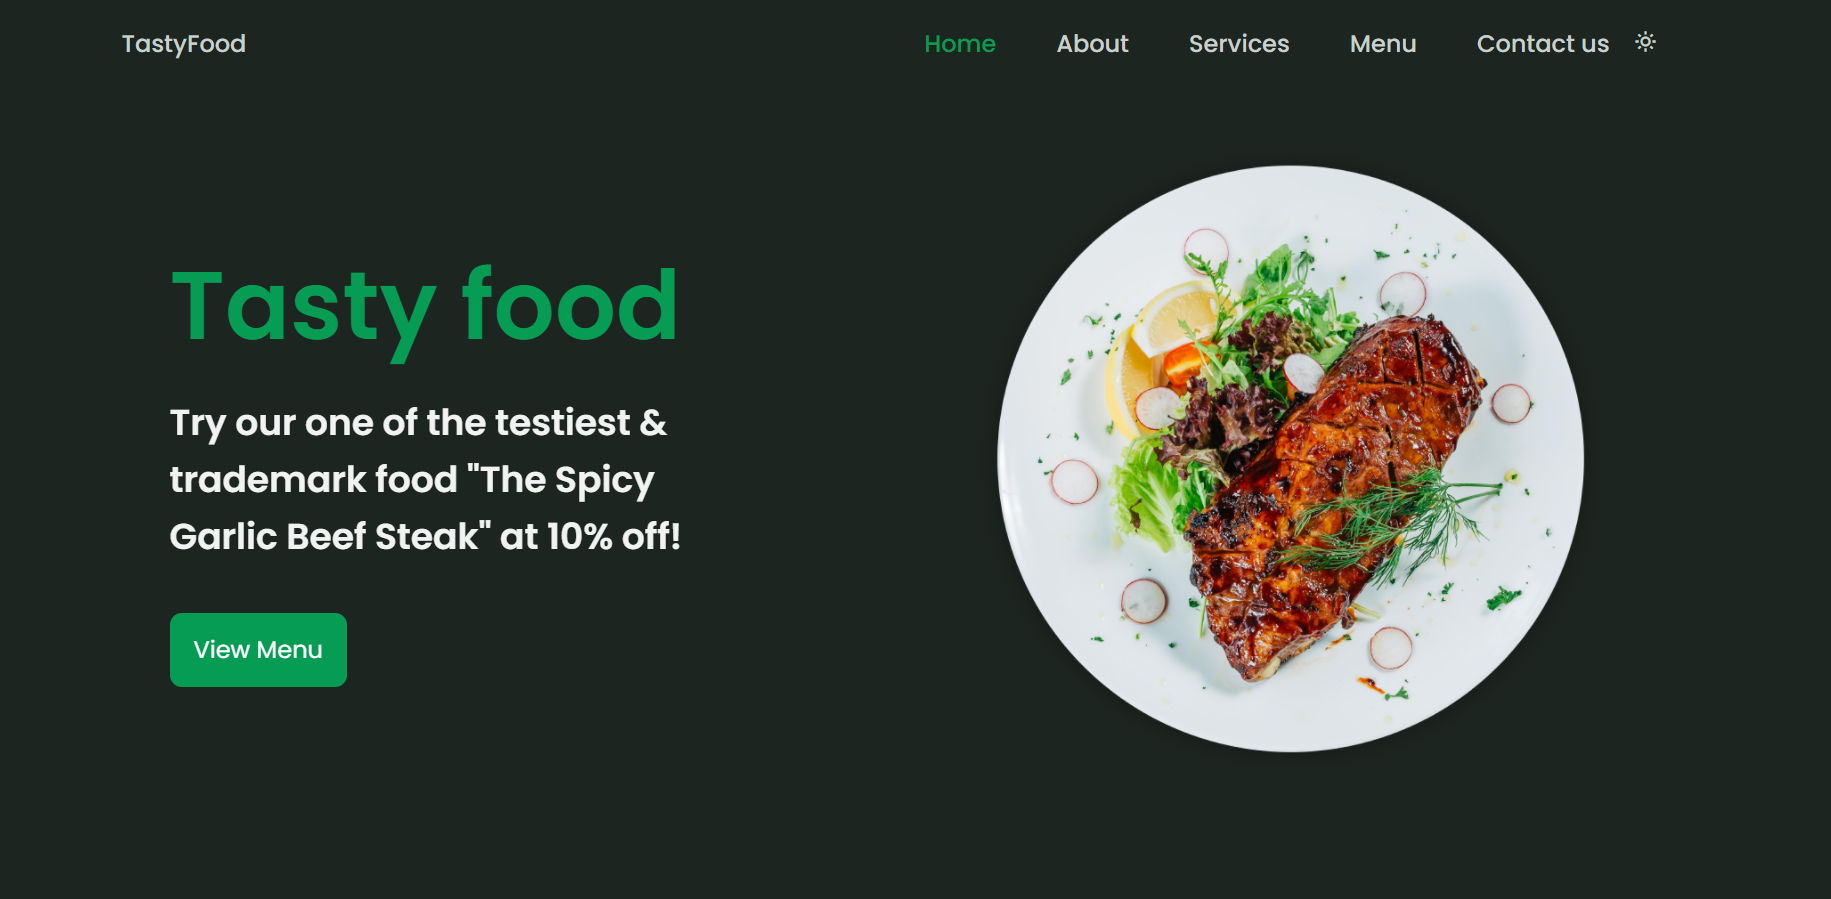 TastyFood
Home About Services Menu Contact us
Tasty food
Try our one of the testiest &
trademark food "The Spicy
Garlic Beef Steak" at 10% off!
View Menu